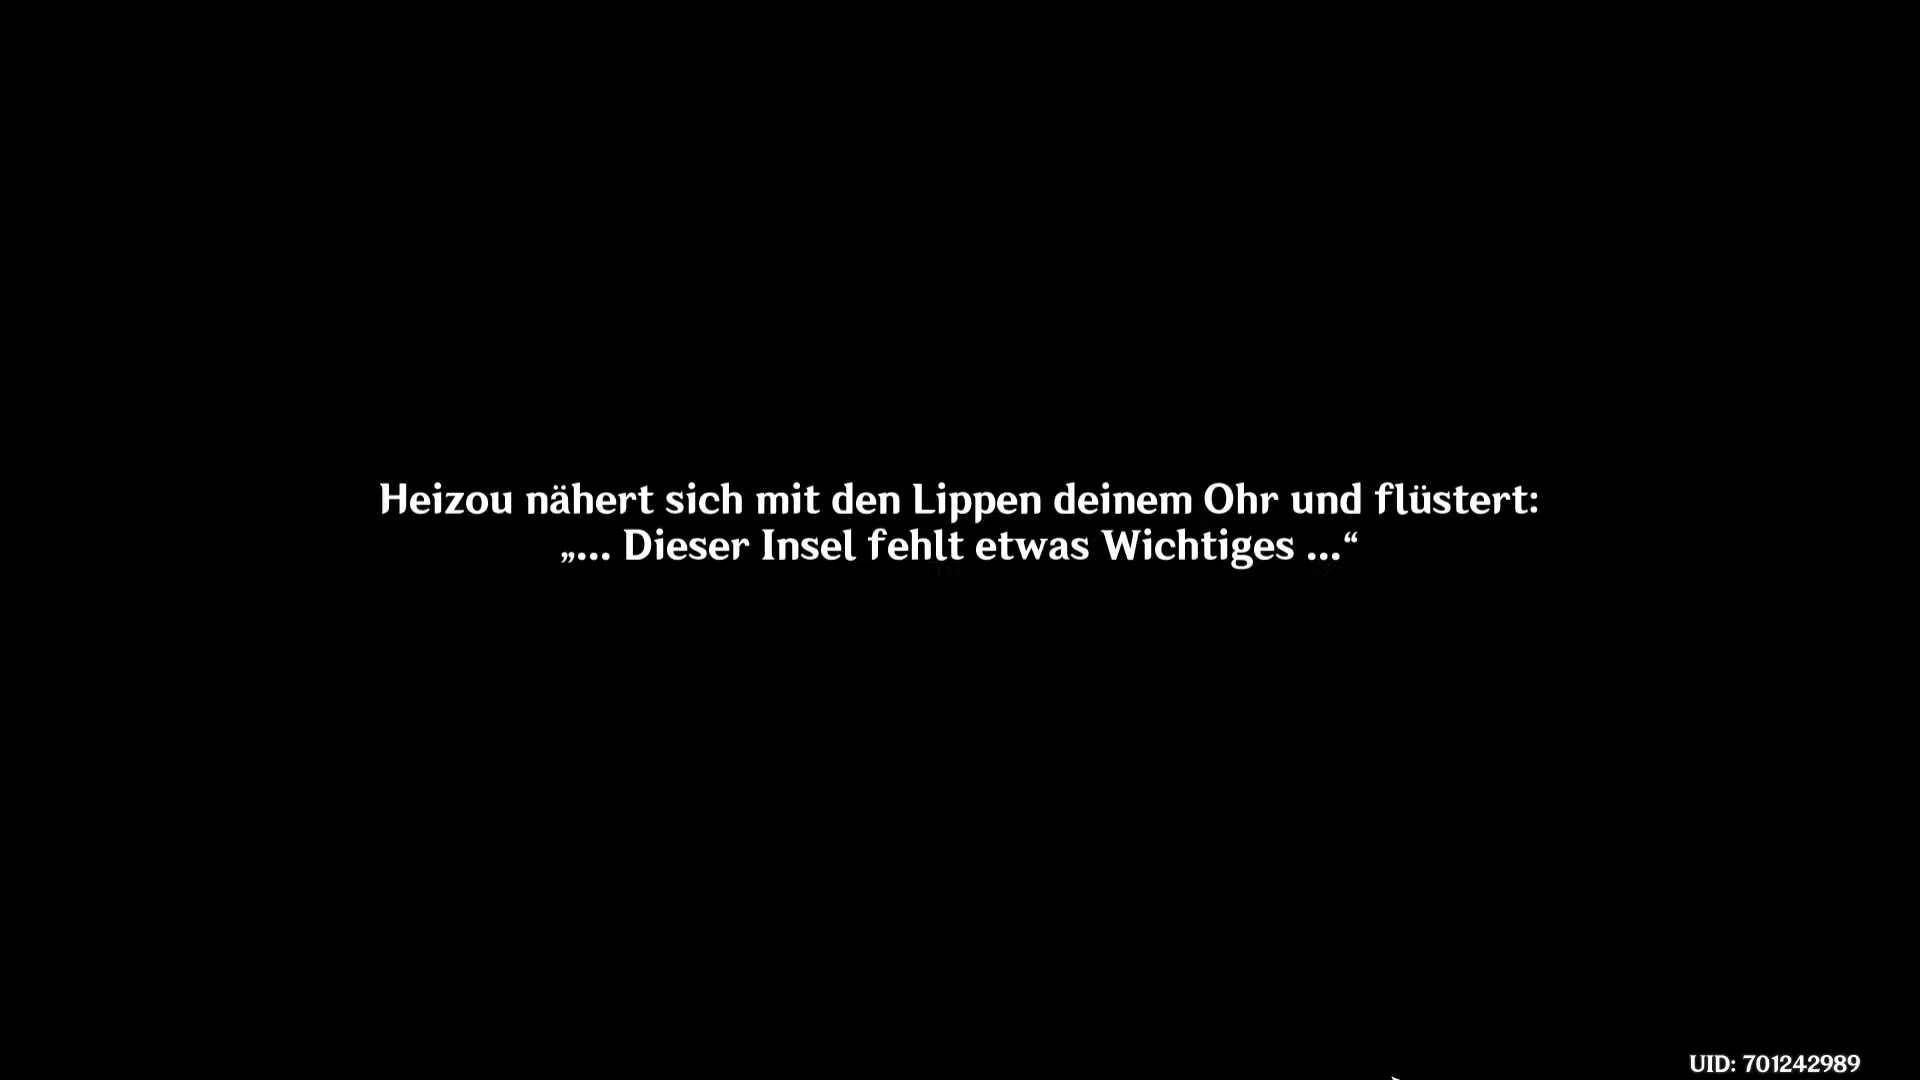 Heizou nähert sich mit den Lippen deinem Ohr und flüstert:
„... Dieser Insel fehlt etwas Wichtiges ...“
UID: 701242989